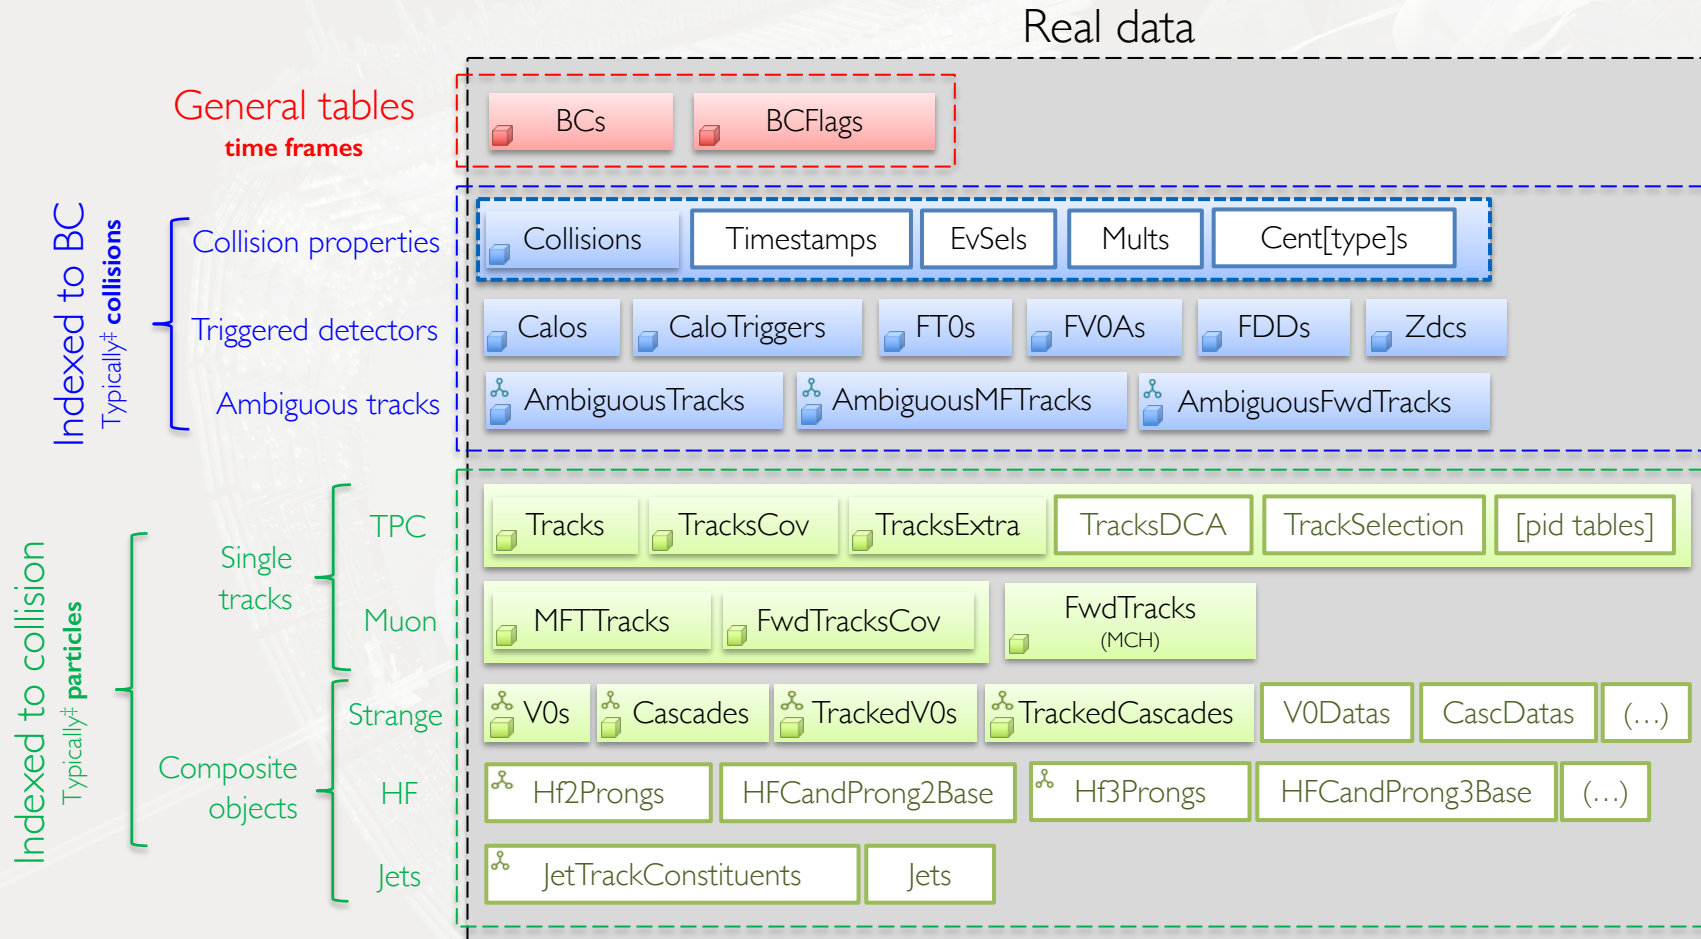 Real data
General tables
time frames
BCs
BCFlags
Indexed to BC
Typically‡ collisions
Collision properties
Collisions
Timestamps
EvSels
Mults
Cent[type]s
Triggered detectors
Calos
CaloTriggers
FT0s
FV0As
FDDs
Zdcs
Ambiguous tracks
AmbiguousTracks
AmbiguousMFTracks
AmbiguousFwdTracks
Indexed to collision
Typically‡ particles
Single
tracks
TPC
Tracks
TracksCov
TracksExtra
TracksDCA
TrackSelection
[pid tables]
Muon
MFTTracks
FwdTracksCov
FwdTracks
(MCH)
Composite
objects
Strange
V0s
Cascades
TrackedV0s
TrackedCascades
V0Datas
CascDatas
(…)
HF
Hf2Prongs
HFCandProng2Base
Hf3Prongs
HFCandProng3Base
(…)
Jets
JetTrackConstituents
Jets